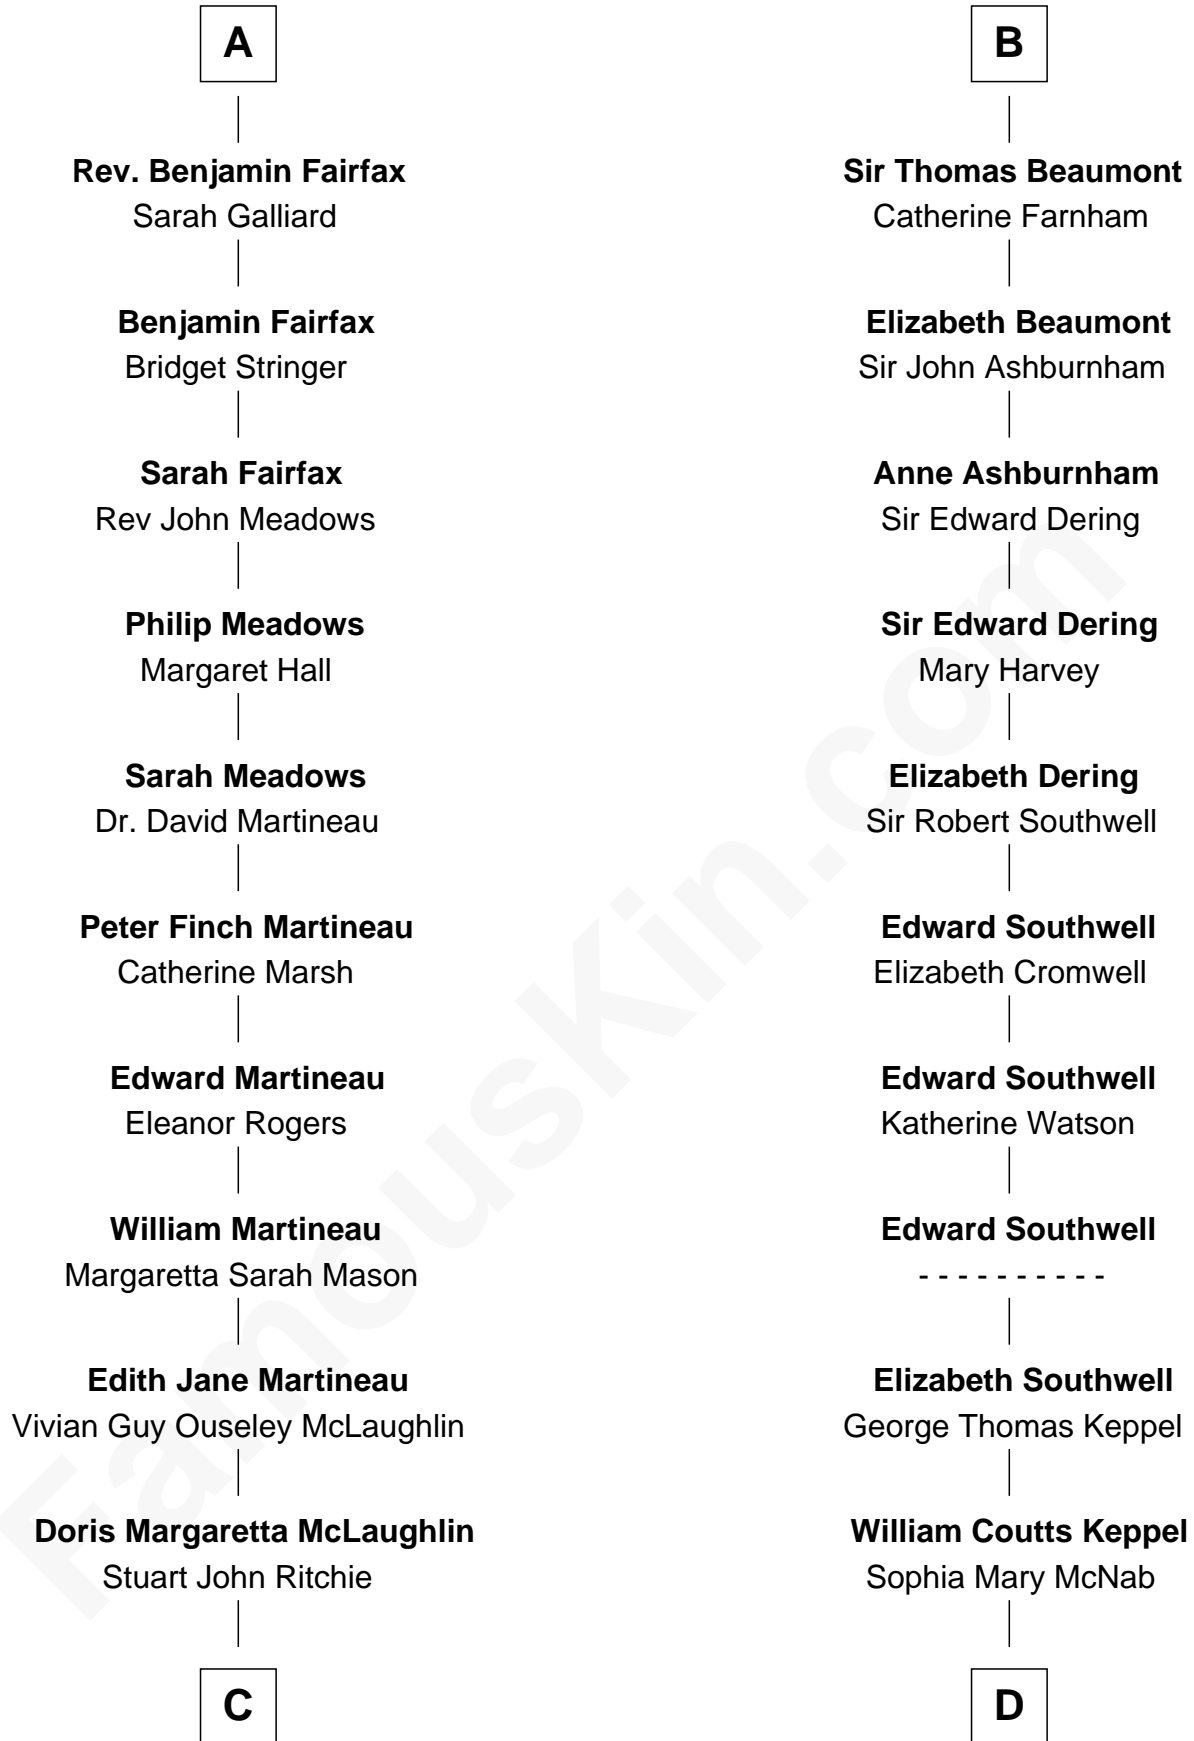 A
Rev. Benjamin Fairfax
Sarah Galliard
Benjamin Fairfax
Bridget Stringer
Sarah Fairfax
Rev John Meadows
Philip Meadows
Margaret Hall
Sarah Meadows
Dr. David Martineau
Peter Finch Martineau
Catherine Marsh
Edward Martineau
Eleanor Rogers
William Martineau
Margaretta Sarah Mason
Edith Jane Martineau
Vivian Guy Ouseley McLaughlin
Doris Margaretta McLaughlin
Stuart John Ritchie
C
B
Sir Thomas Beaumont
Catherine Farnham
Elizabeth Beaumont
Sir John Ashburnham
Anne Ashburnham
Sir Edward Dering
Sir Edward Dering
Mary Harvey
Elizabeth Dering
Sir Robert Southwell
Edward Southwell
Elizabeth Cromwell
Edward Southwell
Katherine Watson
Edward Southwell
- - - - - - - - - -
Elizabeth Southwell
George Thomas Keppel
William Coutts Keppel
Sophia Mary McNab
D
FamousKin.com